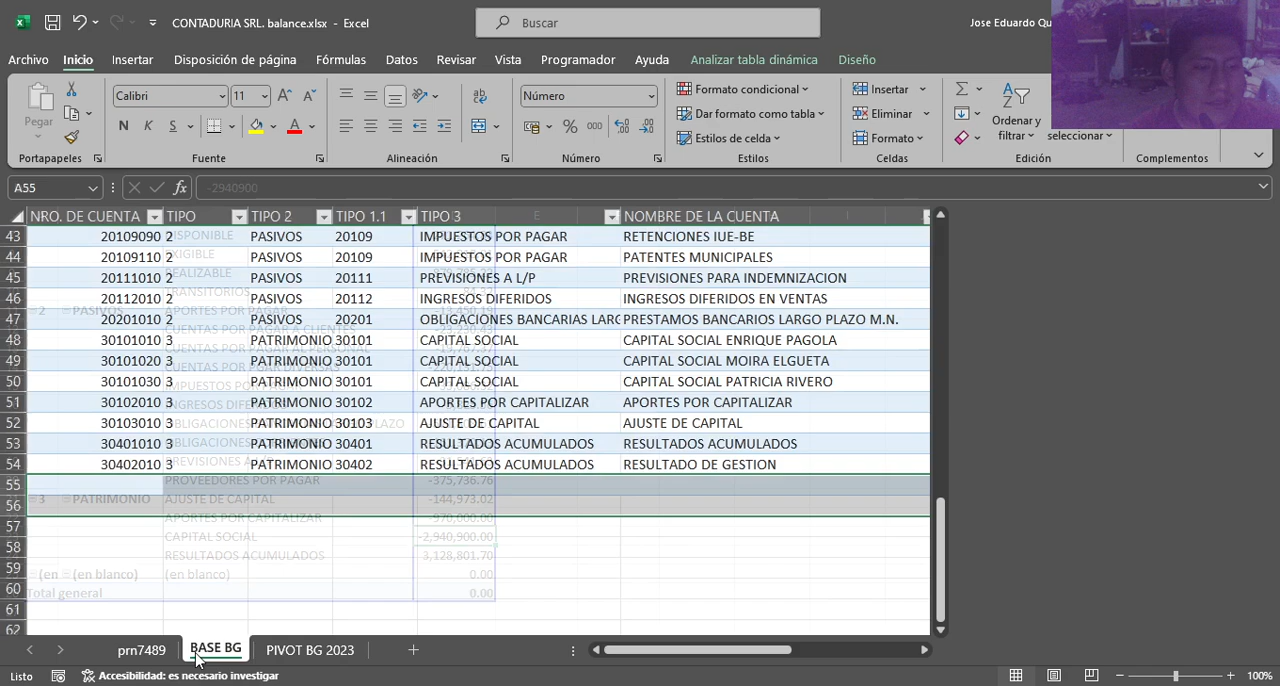 CONTADURIA SRL. balance.xlsx - Excel
Buscar
Jose Eduardo Qu
Archivo Inicio Insertar Disposición de página Fórmulas Datos Revisar Vista Programador Ayuda Analizar tabla dinámica Diseño
Pegar
Calibri 11
N K S
Número
% 000
Formato condicional
Dar formato como tabla
Estilos de celda
Insertar
Eliminar
Formato
Ordenar y filtrar
seleccionar
Portapapeles Fuente Alineación Número Estilos Celdas Edición Complementos
A55 fx -2940900
NRO. DE CUENTA TIPO TIPO 2 TIPO 1.1 TIPO 3 E NOMBRE DE LA CUENTA
43 20109090 2 PASIVOS 20109 IMPUESTOS POR PAGAR RETENCIONES IUE-BE
44 20109110 2 PASIVOS 20109 IMPUESTOS POR PAGAR PATENTES MUNICIPALES
45 20111010 2 PASIVOS 20111 PREVISIONES A L/P PREVISIONES PARA INDEMNIZACION
46 20112010 2 PASIVOS 20112 INGRESOS DIFERIDOS INGRESOS DIFERIDOS EN VENTAS
47 20201010 2 PASIVOS 20201 OBLIGACIONES BANCARIAS LARG PRESTAMOS BANCARIOS LARGO PLAZO M.N.
48 30101010 3 PATRIMONIO 30101 CAPITAL SOCIAL CAPITAL SOCIAL ENRIQUE PAGOLA
49 30101020 3 PATRIMONIO 30101 CAPITAL SOCIAL CAPITAL SOCIAL MOIRA ELGUETA
50 30101030 3 PATRIMONIO 30101 CAPITAL SOCIAL CAPITAL SOCIAL PATRICIA RIVERO
51 30102010 3 PATRIMONIO 30102 APORTES POR CAPITALIZAR APORTES POR CAPITALIZAR
52 30103010 3 PATRIMONIO 30103 AJUSTE DE CAPITAL AJUSTE DE CAPITAL
53 30401010 3 PATRIMONIO 30401 RESULTADOS ACUMULADOS RESULTADOS ACUMULADOS
54 30402010 3 PATRIMONIO 30402 RESULTADOS ACUMULADOS RESULTADO DE GESTION
55 PROVEEDORES POR PAGAR -375,736.76
56 3 PATRIMONIO AJUSTE DE CAPITAL -144,973.02
57 APORTES POR CAPITALIZAR -970,000.00
58 CAPITAL SOCIAL -2,940,900.00
59 RESULTADOS ACUMULADOS 3,128,801.70
60 (en (en blanco) (en blanco) 0.00
61 Total general 0.00
62
prn7489 BASE BG PIVOT BG 2023
Listo Accesibilidad: es necesario investigar 100%